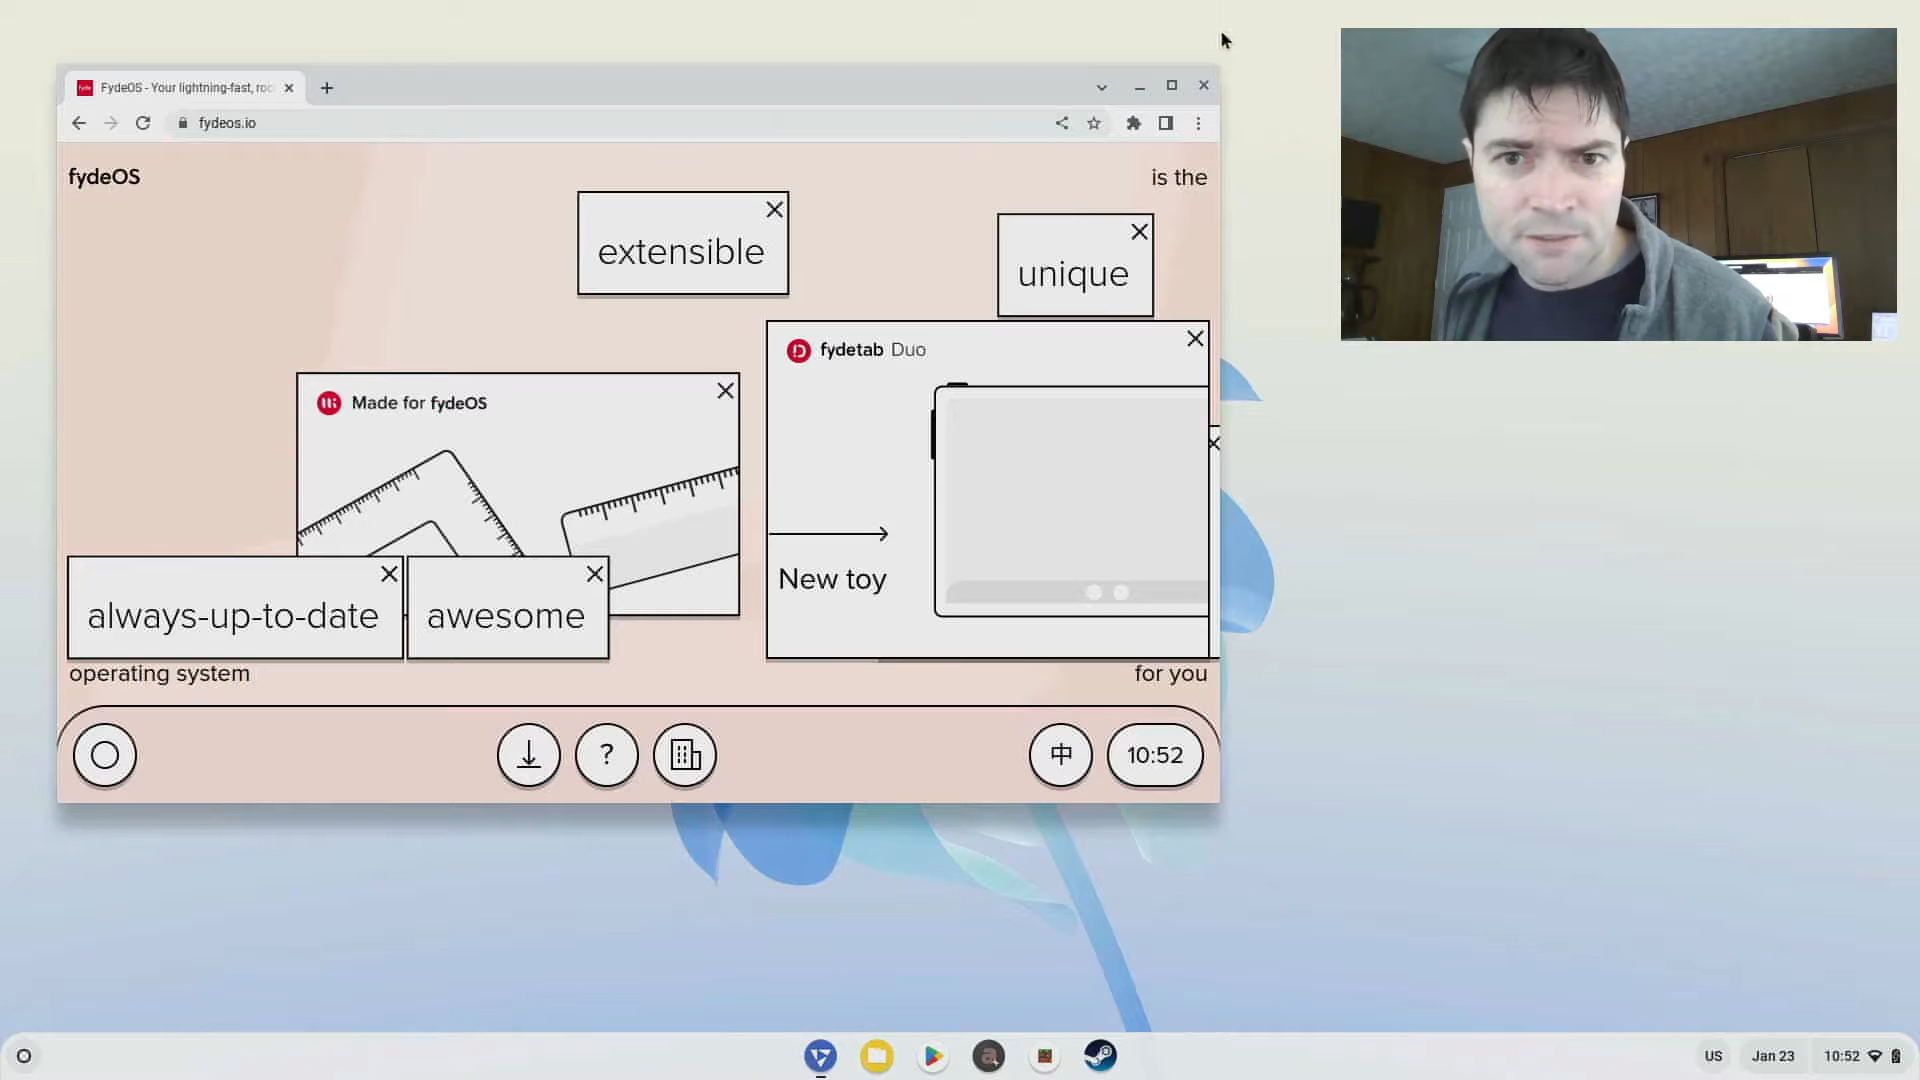 FydeOS - Your lightning-fast, roc
fydeos.io
fydeOS
is the
extensible
unique
fydetab Duo
Made for fydeOS
New toy
always-up-to-date
awesome
operating system
for you
?
中
10:52
US
Jan 23
10:52